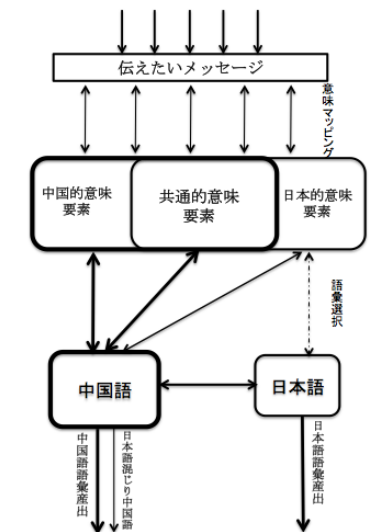 伝えたいメッセージ
意味マッピング
中国的意味
要素
共通的意味
要素
日本的意味
要素
語彙選択
中国語
日本語
中国語語彙産出
日本語混じり中国語
日本語語彙産出